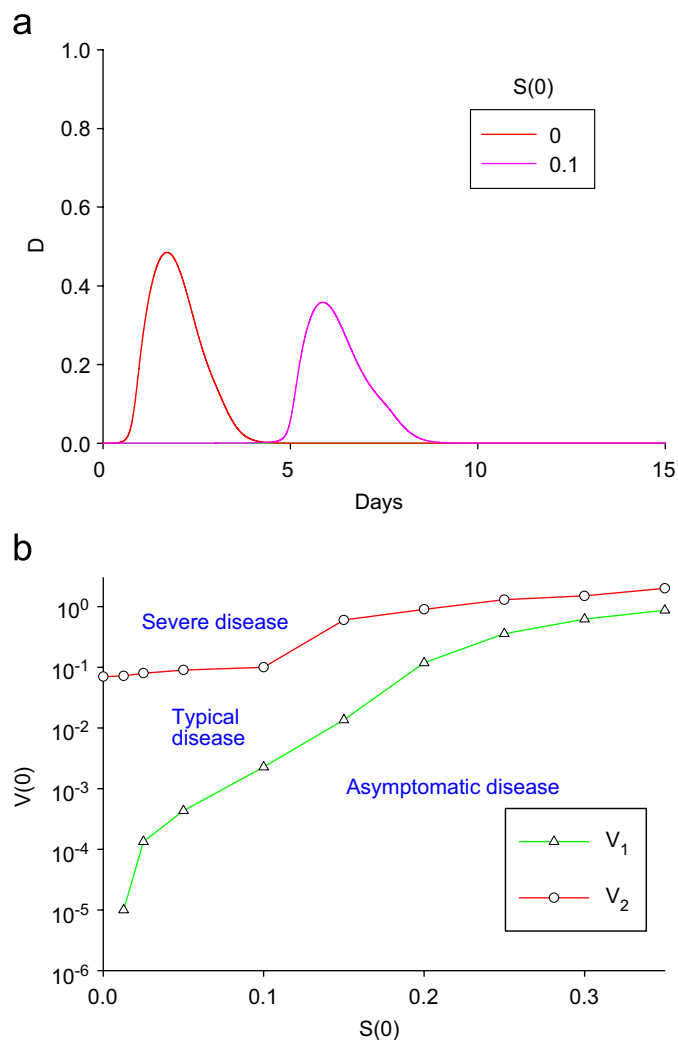 a
1.0
0.8
0.6
0.4
0.2
0.0
D
S(0)
0
0.1
0
5
10
15
Days
b
10^0
10^-1
10^-2
10^-3
10^-4
10^-5
10^-6
V(0)
Severe disease
Typical
disease
Asymptomatic disease
V_1
V_2
0.0
0.1
0.2
0.3
S(0)